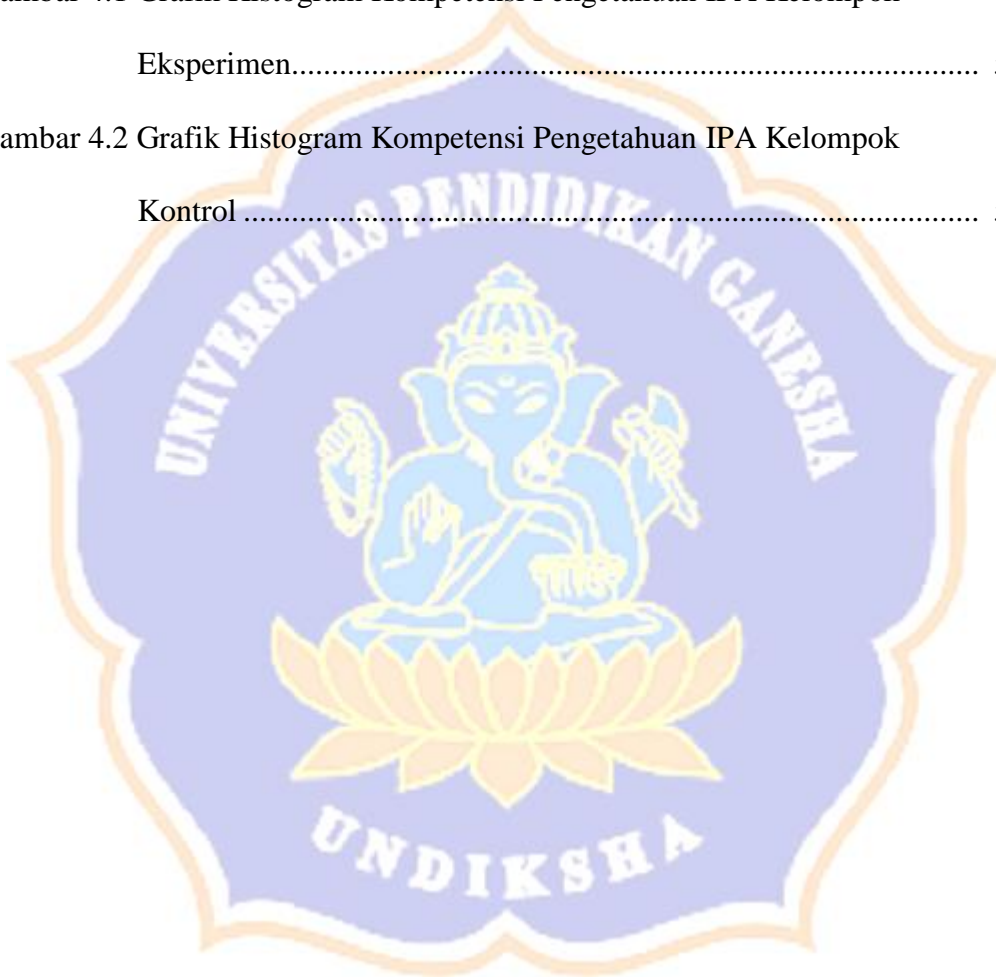 ambar 4.1 Grafik Histogram Kompetensi Pengetahuan IPA Kelompok
Eksperimen.......................................................................................
ambar 4.2 Grafik Histogram Kompetensi Pengetahuan IPA Kelompok
Kontrol .............................................................................................
UNIVERSITAS PENDIDIKAN GANESHA
UNDIKSHA